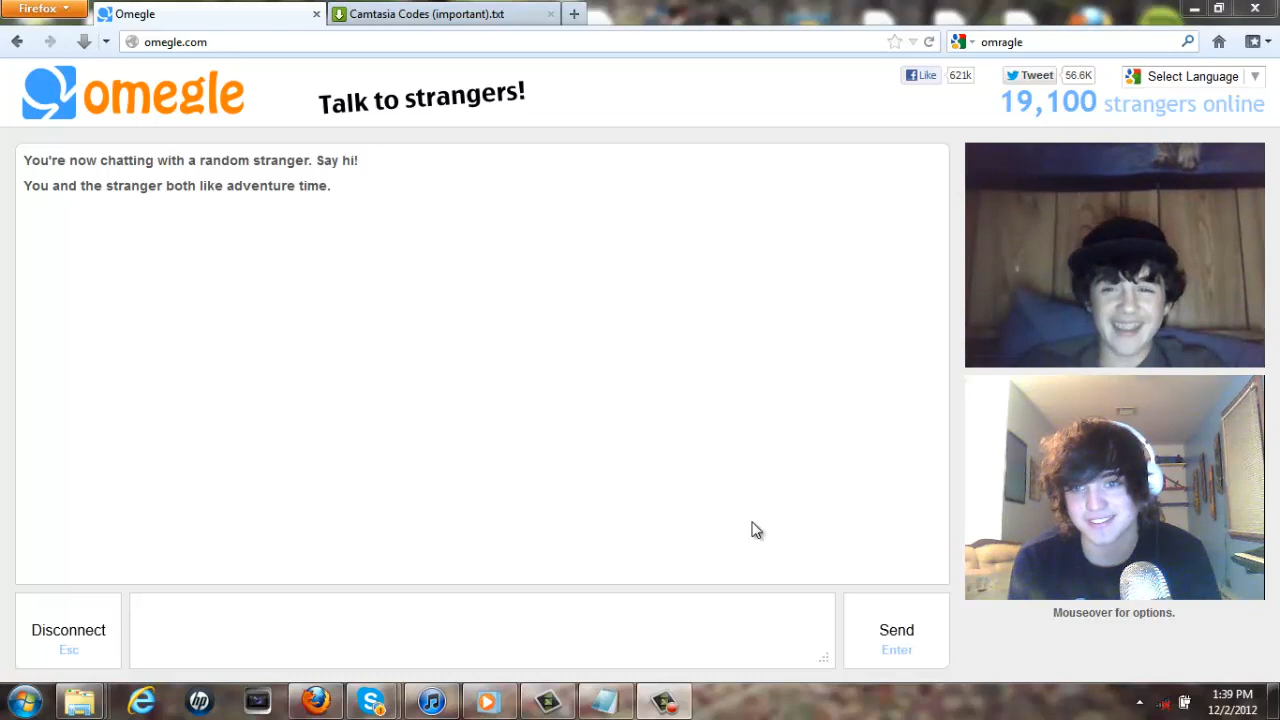 Firefox
Omegle
Camtasia Codes (important).txt
omegle.com
omragle
omegle
Talk to strangers!
Like
621k
Tweet
56.6K
Select Language
19,100 strangers online
You're now chatting with a random stranger. Say hi!
You and the stranger both like adventure time.
Mouseover for options.
Disconnect
Esc
Send
Enter
hp
1:39 PM
12/2/2012